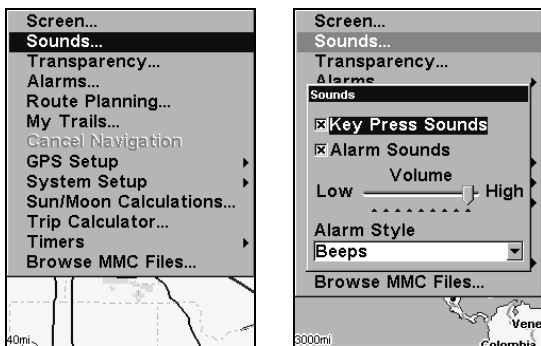 Screen...
Sounds...
Transparency...
Alarms...
Route Planning...
My Trails...
Cancel Navigation
GPS Setup
System Setup
Sun/Moon Calculations...
Trip Calculator...
Timers
Browse MMC Files...
40mi
Screen...
Sounds...
Transparency...
Alarms
Sounds
Key Press Sounds
Alarm Sounds
Volume
Low High
Alarm Style
Beeps
Browse MMC Files...
3000mi
Vene
Colombia